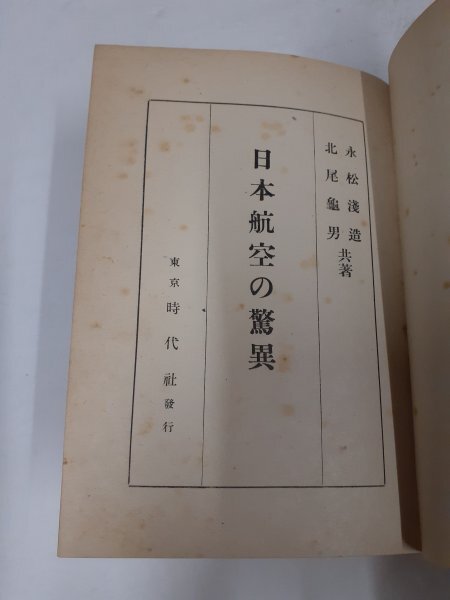 永松淺造
北尾龜男
共著
日本航空の驚異
東京 時代社 發行